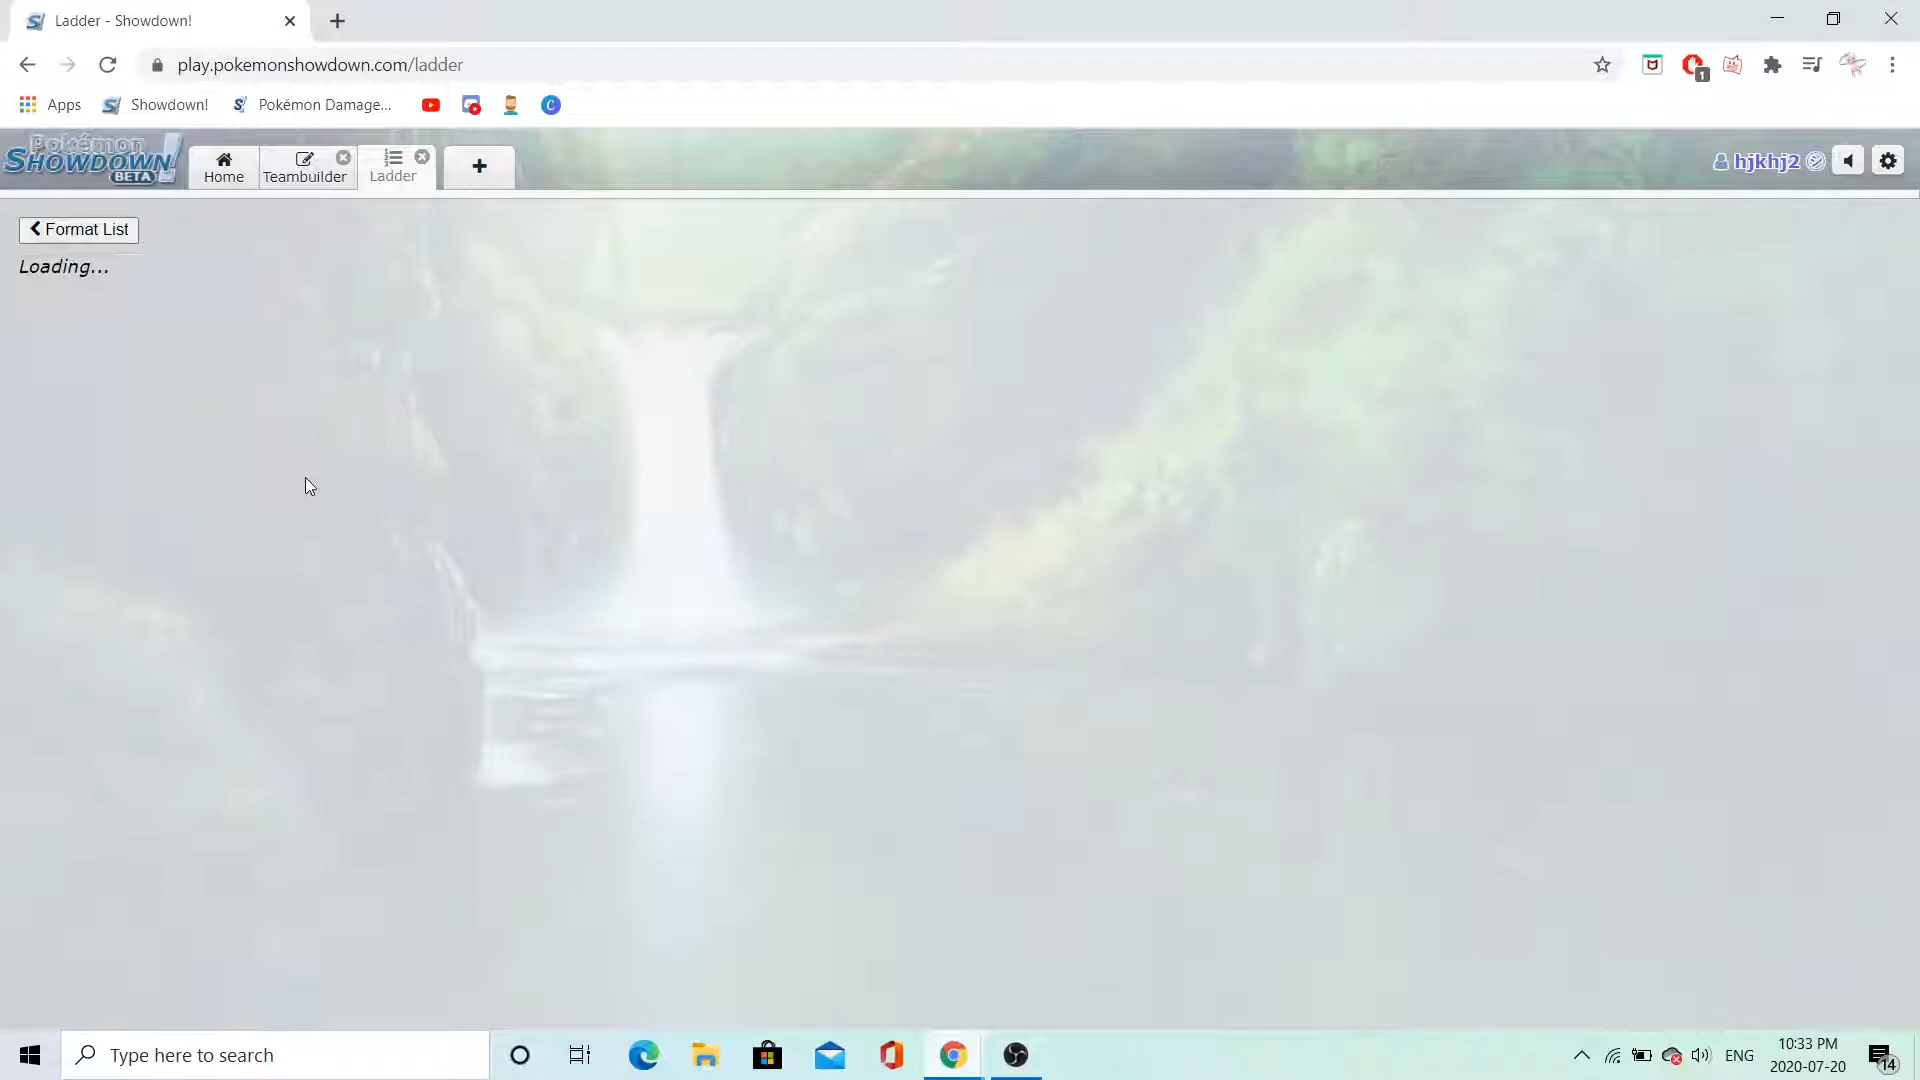 Ladder - Showdown!
play.pokemonshowdown.com/ladder
1
Apps
Showdown!
Pokémon Damage...
C
Pokémon
SHOWDOWN!
BETA
Home
Teambuilder
Ladder
hjkhj2
Format List
Loading...
Type here to search
ENG
10:33 PM
2020-07-20
14